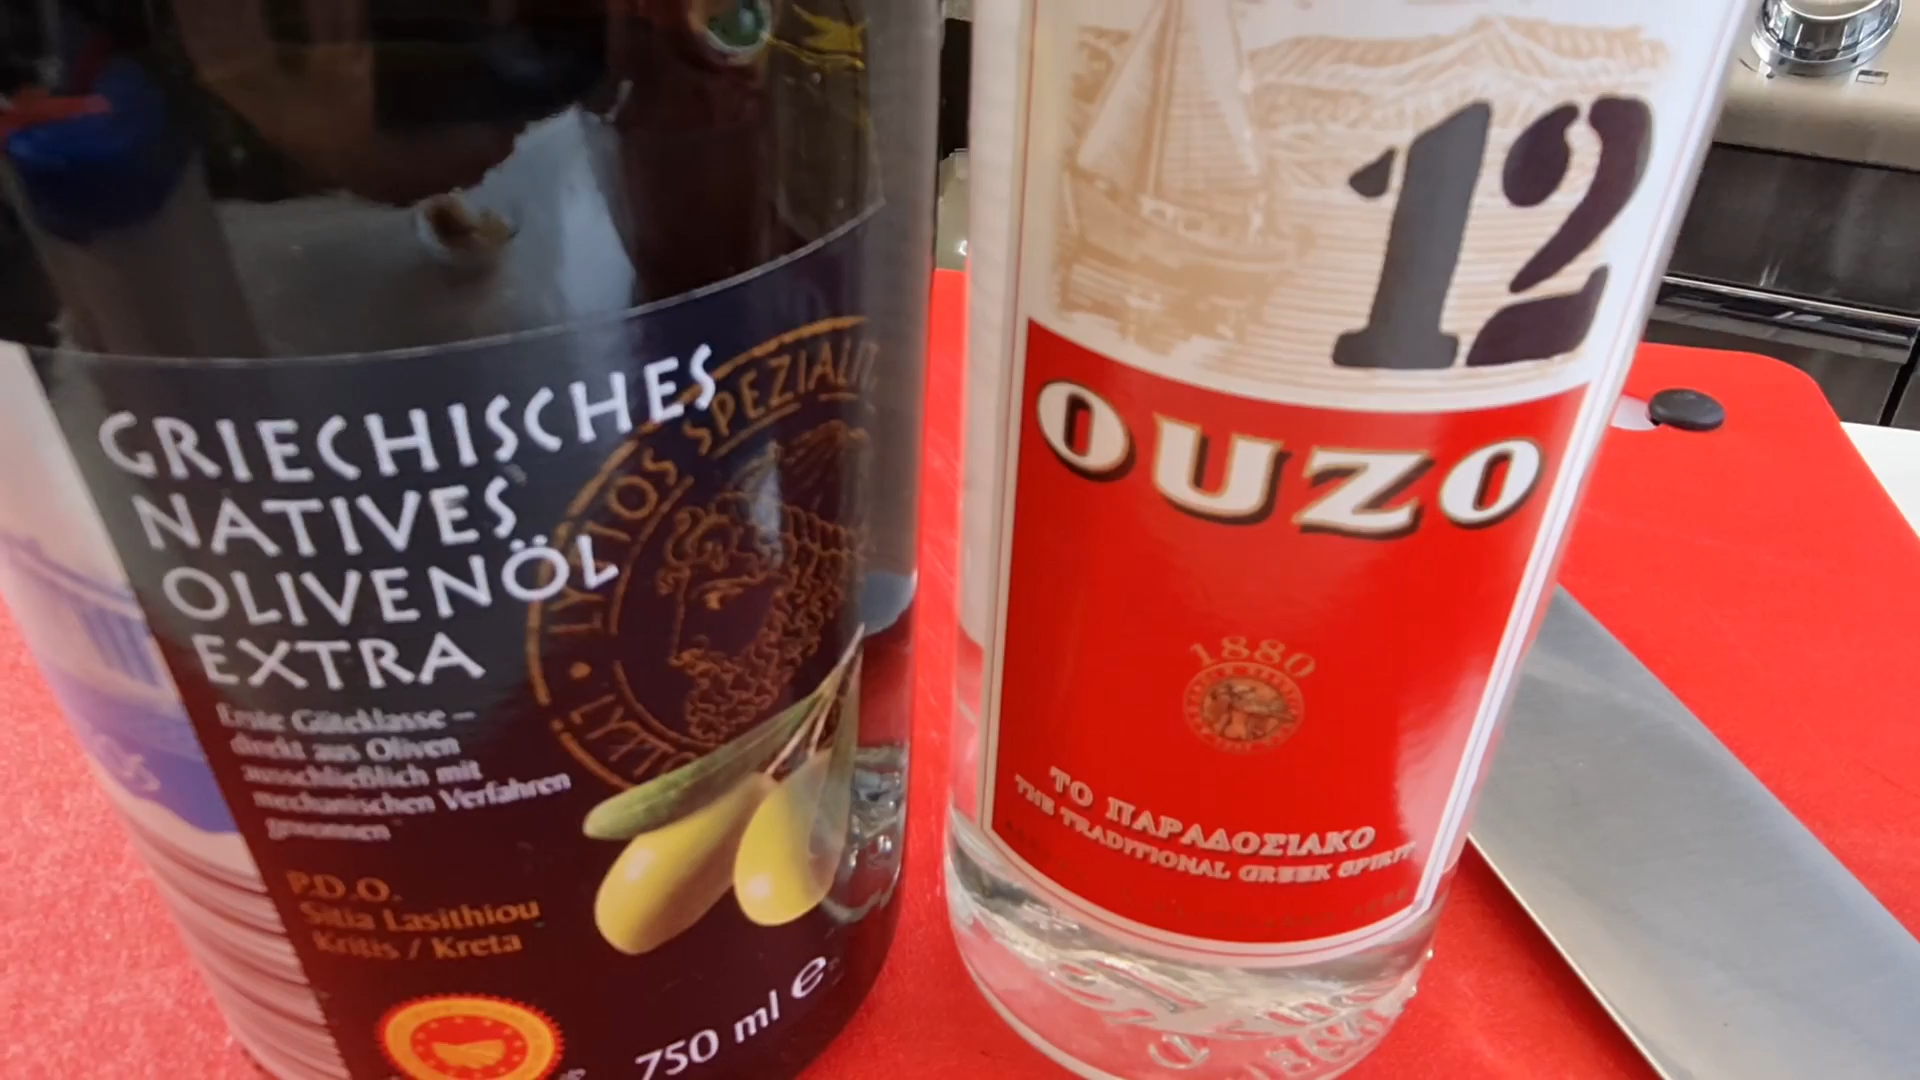 GRIECHISCHES
NATIVES
OLIVENÖL
EXTRA
Erste Güteklasse –
direkt aus Oliven
ausschließlich mit
mechanischen Verfahren
gewonnen
P.D.O.
Sitia Lasithiou
Kritis / Kreta
750 ml e
12
OUZO
1880
ΤΟ ΠΑΡΑΔΟΣΙΑΚΟ
THE TRADITIONAL GREEK SPIRIT